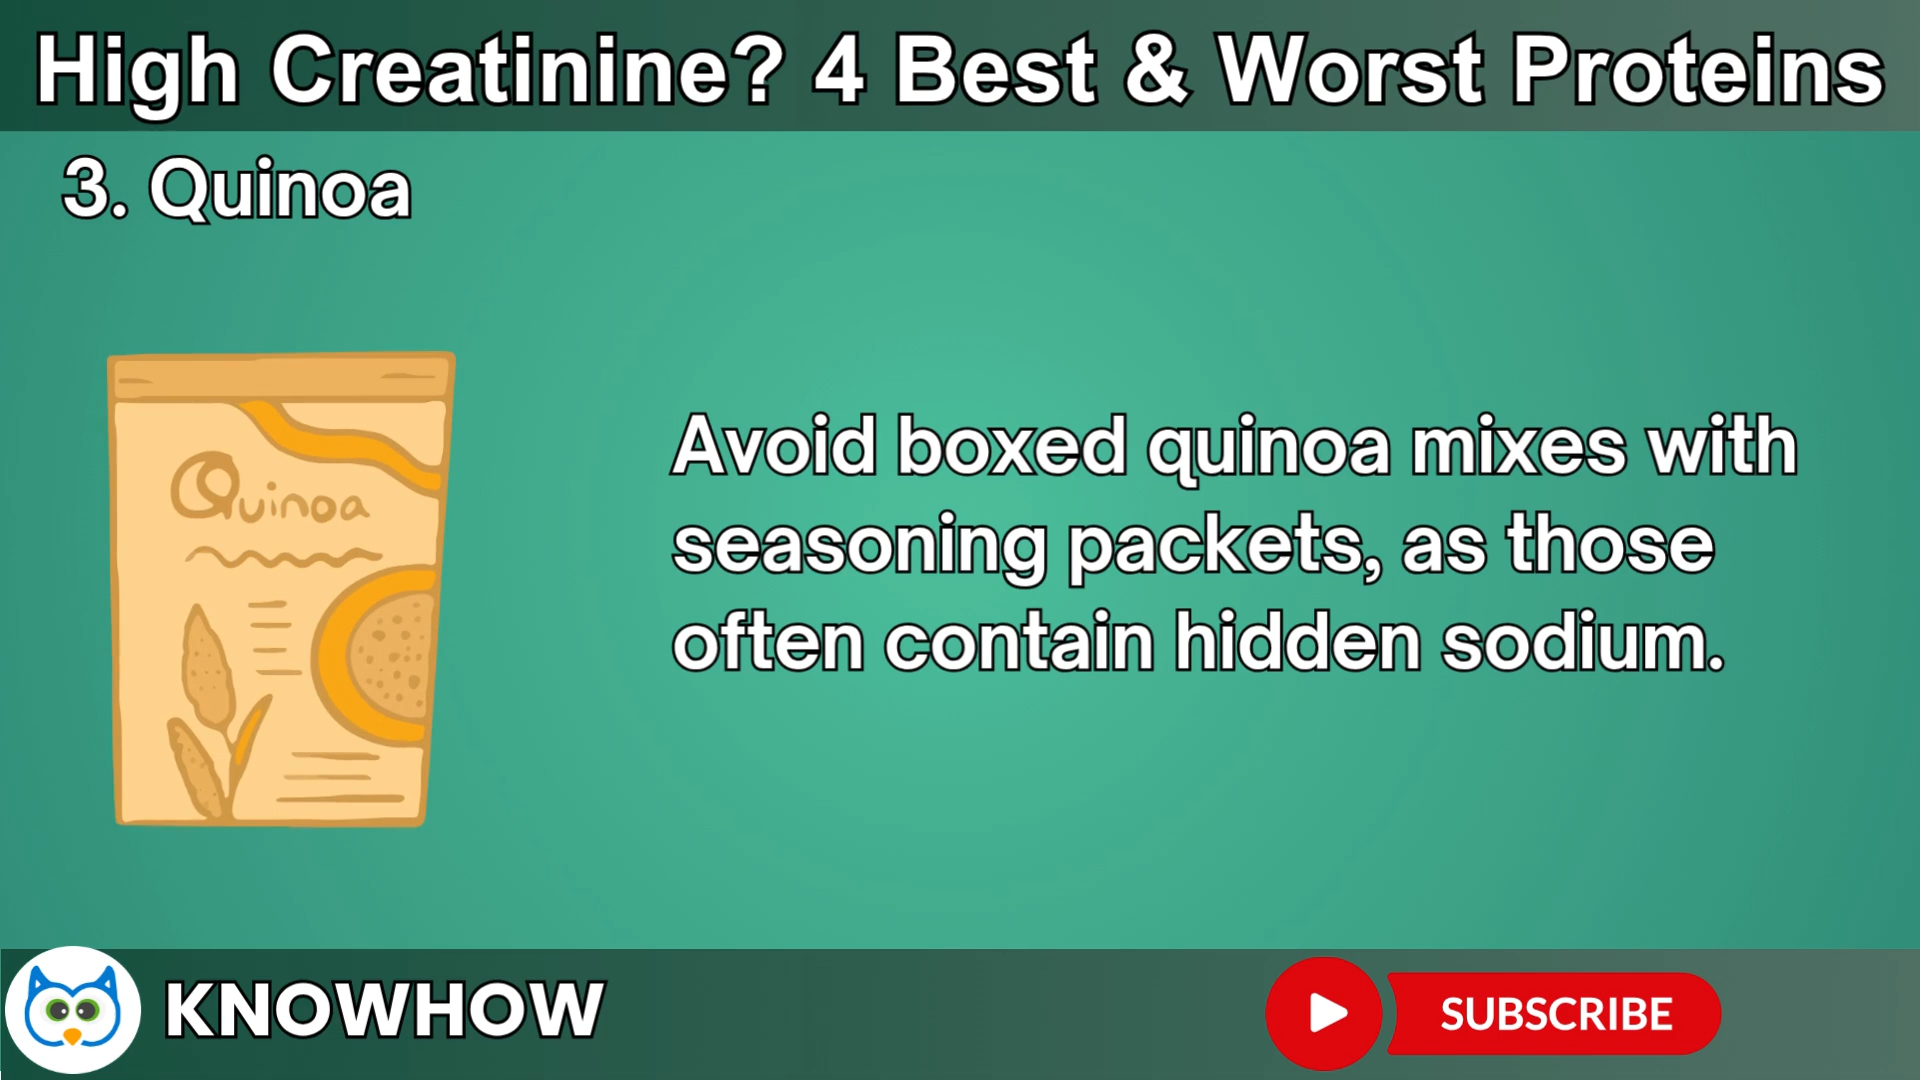 High Creatinine? 4 Best & Worst Proteins
3. Quinoa
Quinoa
Avoid boxed quinoa mixes with
seasoning packets, as those
often contain hidden sodium.
KNOWHOW
SUBSCRIBE